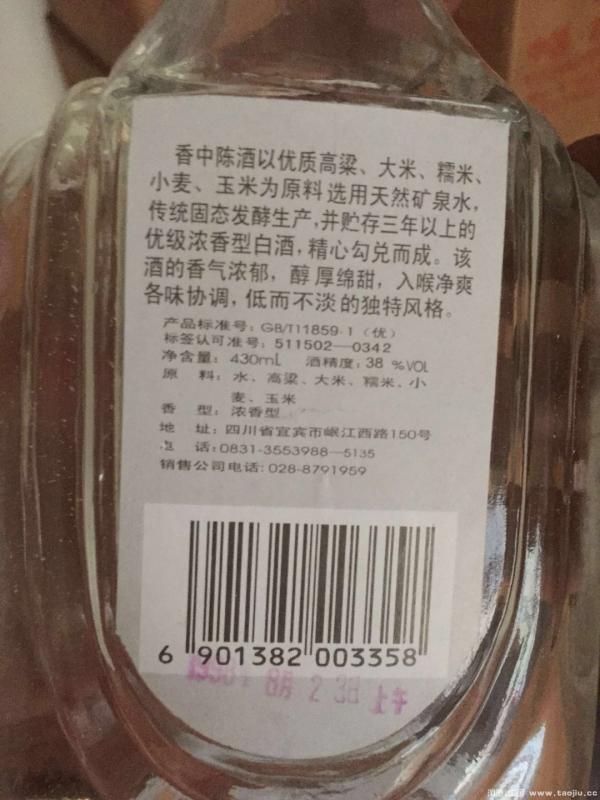 香中陈酒以优质高粱、大米、糯米、
小麦、玉米为原料选用天然矿泉水,
传统固态发酵生产,并贮存三年以上的
优级浓香型白酒,精心勾兑而成。该
酒的香气浓郁,醇厚绵甜,入喉净爽
各味协调,低而不淡的独特风格。
产品标准号:GB/T11859·1(优)
标签认可准号:511502—0342
净含量:430mL 酒精度:38 %VOL
原 料:水、高粱、大米、糯米、小
麦、玉米
香 型:浓香型
地 址:四川省宜宾市岷江西路150号
电 话:0831-3553988—5135
销售公司电话:028-8791959
6 901382 003358
8月 23日 上午
www.taojiu.cc